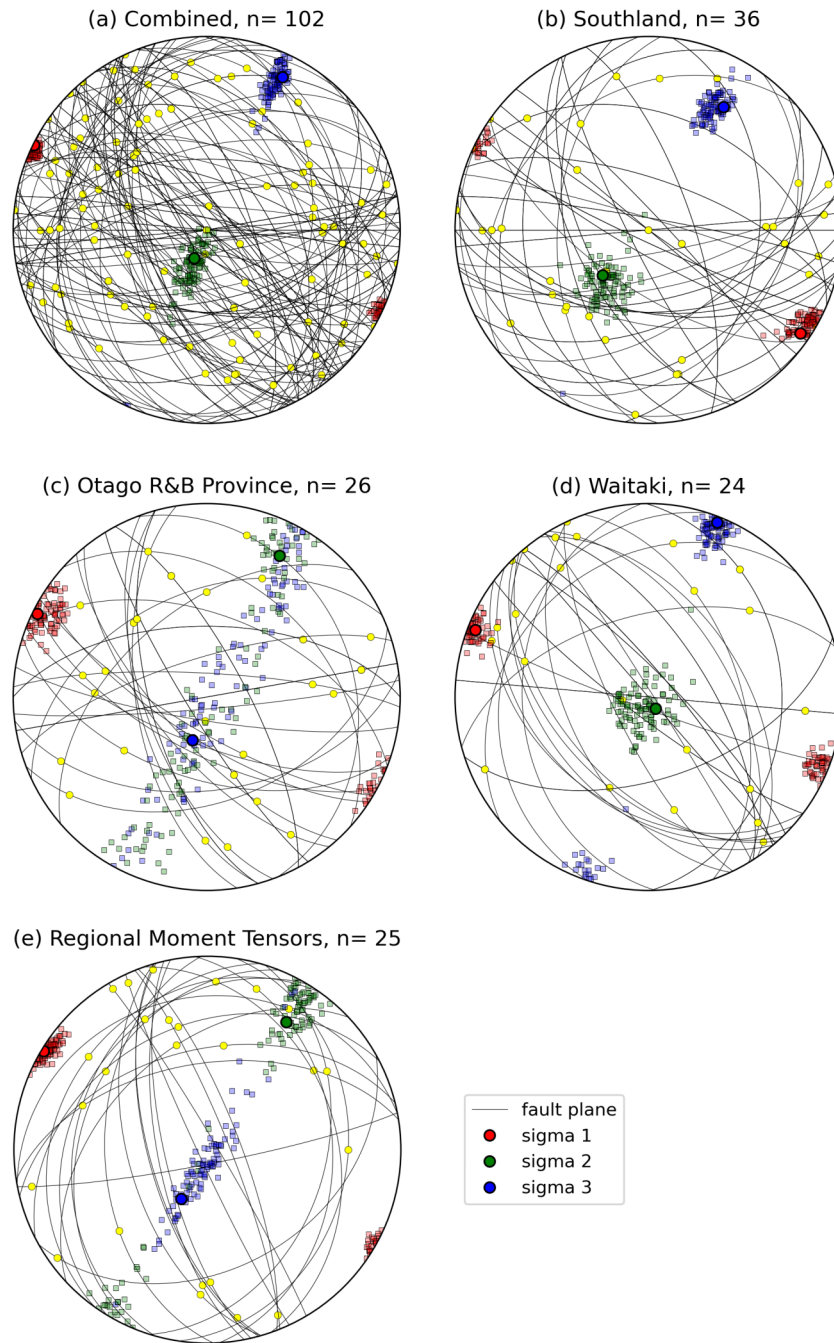 (a) Combined, n= 102
(b) Southland, n= 36
(c) Otago R&B Province, n= 26
(d) Waitaki, n= 24
(e) Regional Moment Tensors, n= 25
fault plane
sigma 1
sigma 2
sigma 3